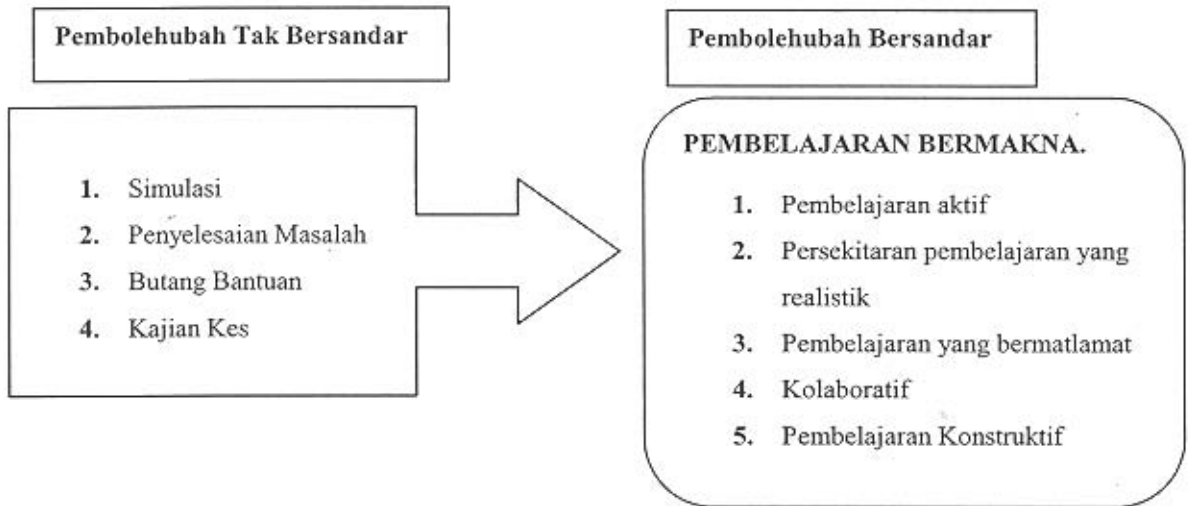 Pembolehubah Tak Bersandar
Pembolehubah Bersandar
1. Simulasi
2. Penyelesaian Masalah
3. Butang Bantuan
4. Kajian Kes
PEMBELAJARAN BERMAKNA.
1. Pembelajaran aktif
2. Persekitaran pembelajaran yang
realistik
3. Pembelajaran yang bermatlamat
4. Kolaboratif
5. Pembelajaran Konstruktif